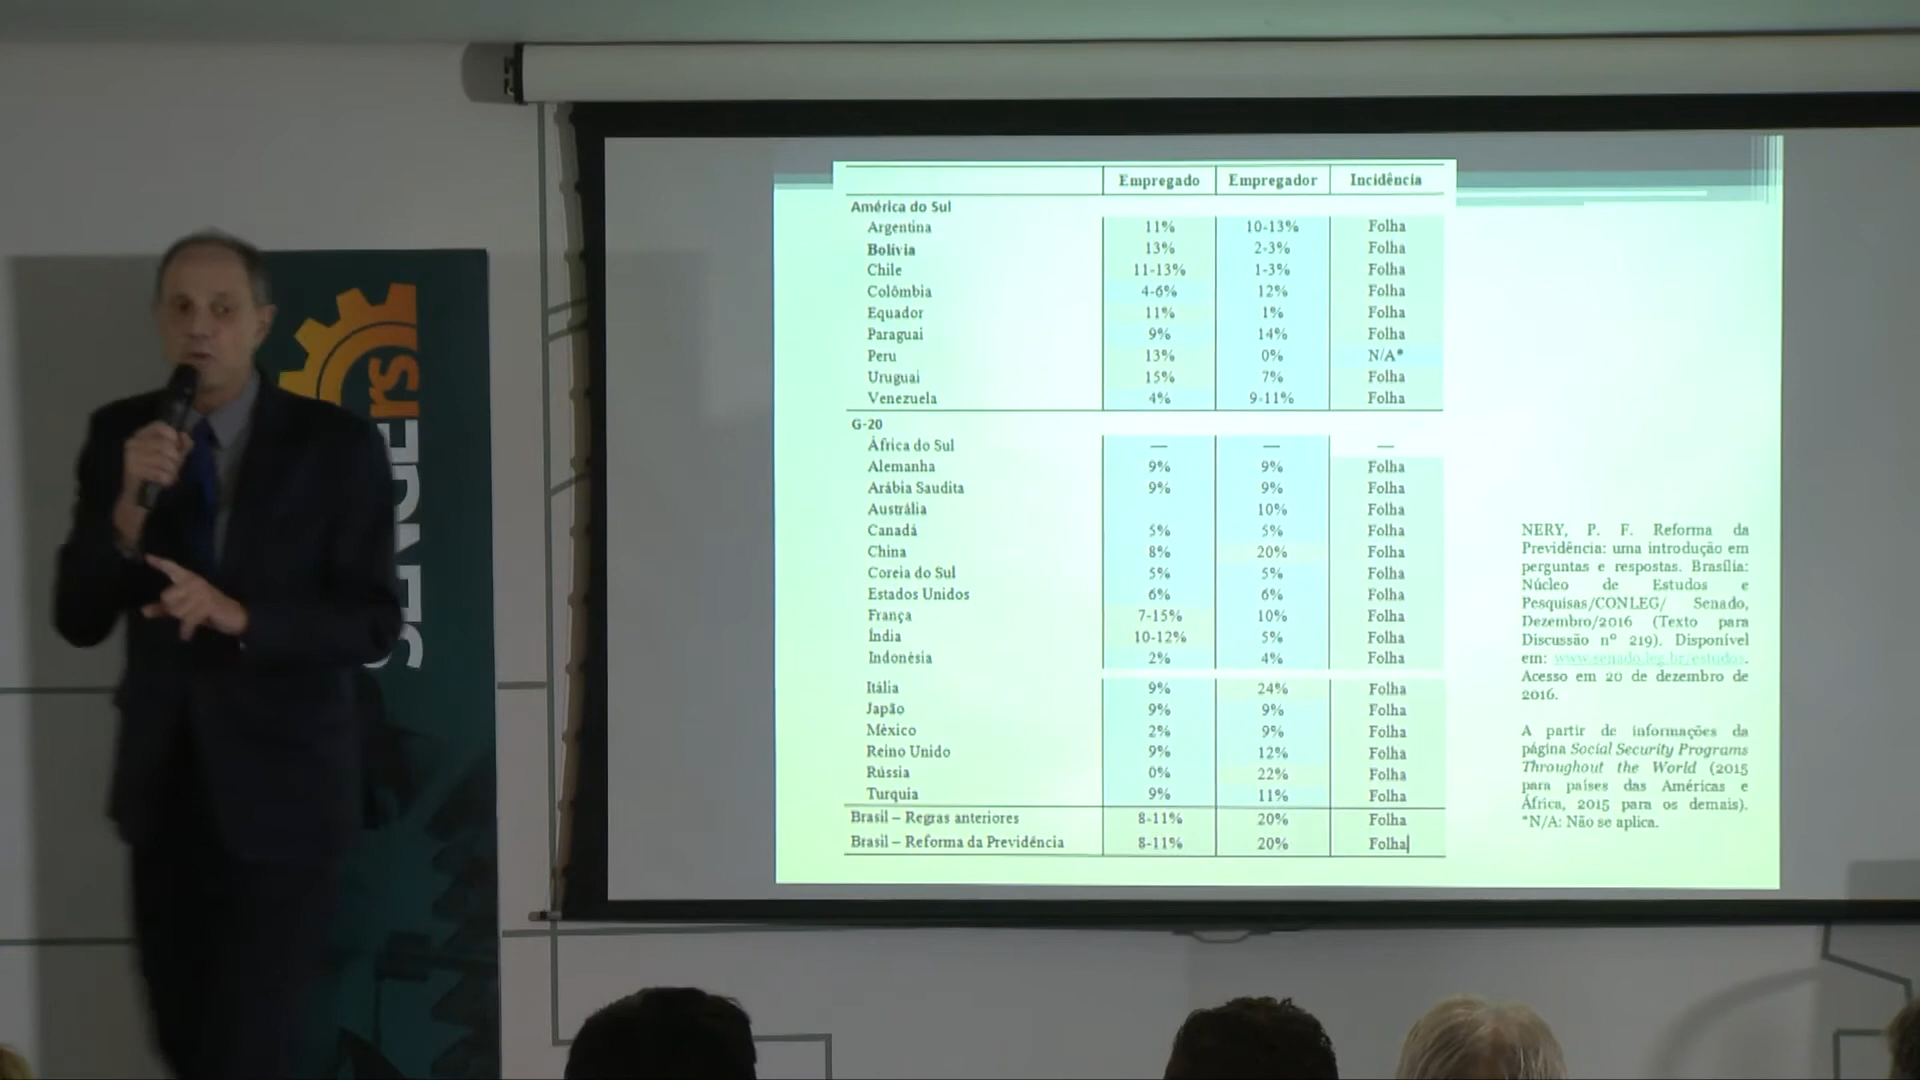 SENGErs
Empregado Empregador Incidência
América do Sul
Argentina 11% 10-13% Folha
Bolívia 13% 2-3% Folha
Chile 11-13% 1-3% Folha
Colômbia 4-6% 12% Folha
Equador 11% 1% Folha
Paraguai 9% 14% Folha
Peru 13% 0% N/A*
Uruguai 15% 7% Folha
Venezuela 4% 9-11% Folha
G-20
África do Sul — — —
Alemanha 9% 9% Folha
Arábia Saudita 9% 9% Folha
Austrália 10% Folha
Canadá 5% 5% Folha
China 8% 20% Folha
Coreia do Sul 5% 5% Folha
Estados Unidos 6% 6% Folha
França 7-15% 10% Folha
Índia 10-12% 5% Folha
Indonésia 2% 4% Folha
Itália 9% 24% Folha
Japão 9% 9% Folha
México 2% 9% Folha
Reino Unido 9% 12% Folha
Rússia 0% 22% Folha
Turquia 9% 11% Folha
Brasil – Regras anteriores 8-11% 20% Folha
Brasil – Reforma da Previdência 8-11% 20% Folha
NERY, P. F. Reforma da
Previdência: uma introdução em
perguntas e respostas. Brasília:
Núcleo de Estudos e
Pesquisas/CONLEG/ Senado,
Dezembro/2016 (Texto para
Discussão nº 219). Disponível
em: www.senado.leg.br/estudos.
Acesso em 20 de dezembro de
2016.
A partir de informações da
página Social Security Programs
Throughout the World (2015
para países das Américas e
África, 2015 para os demais).
*N/A: Não se aplica.